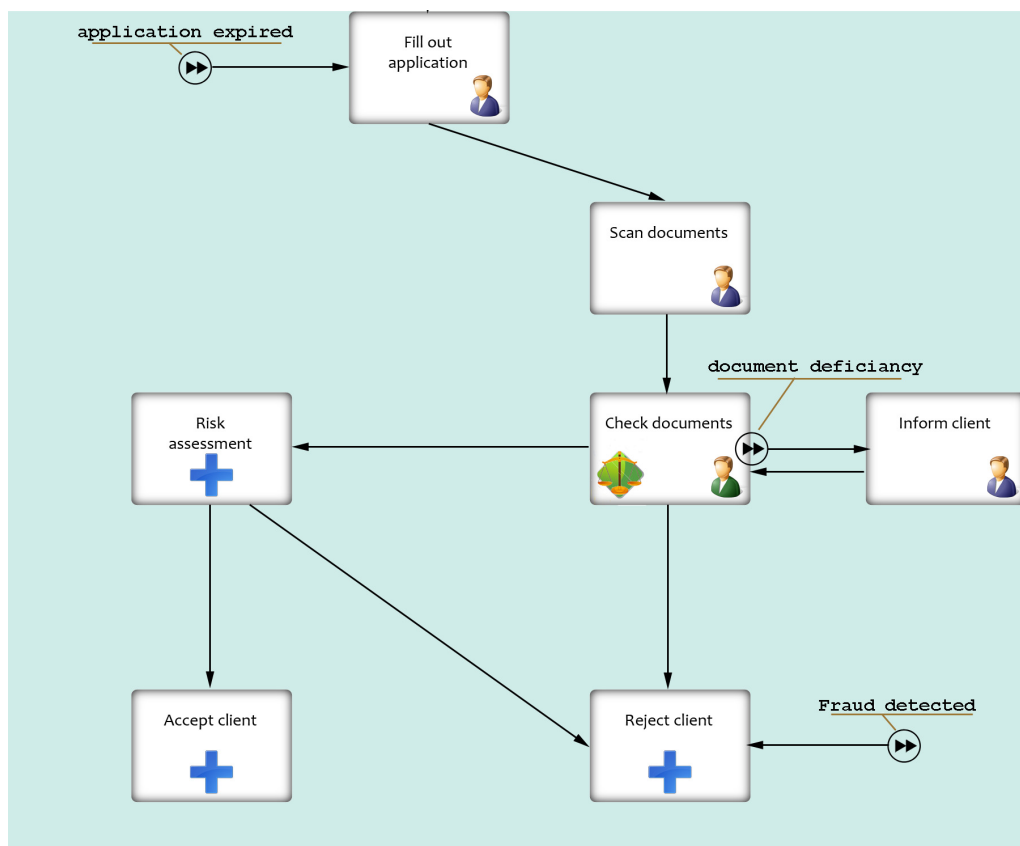 application expired
Fill out
application
Scan documents
document deficiancy
Risk
assessment
Check documents
Inform client
Accept client
Reject client
Fraud detected